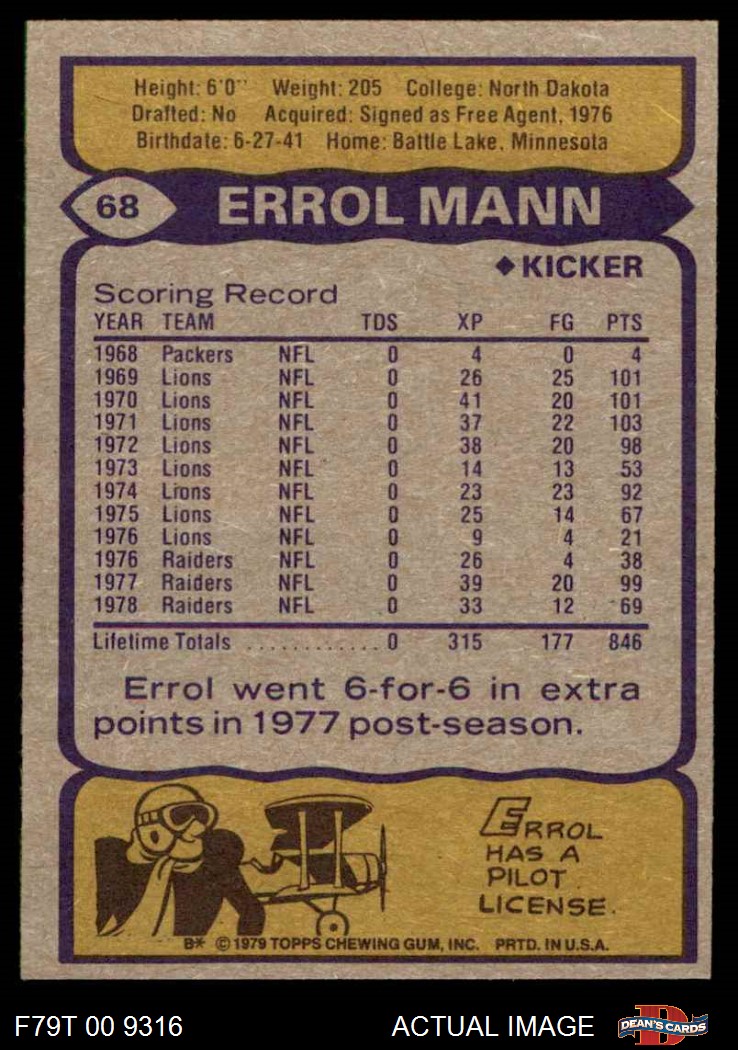 Height: 6'0" Weight: 205 College: North Dakota
Drafted: No Acquired: Signed as Free Agent, 1976
Birthdate: 6-27-41 Home: Battle Lake, Minnesota
68 ERROL MANN
◆KICKER
Scoring Record
YEAR TEAM TDS XP FG PTS
1968 Packers NFL 0 4 0 4
1969 Lions NFL 0 26 25 101
1970 Lions NFL 0 41 20 101
1971 Lions NFL 0 37 22 103
1972 Lions NFL 0 38 20 98
1973 Lions NFL 0 14 13 53
1974 Lions NFL 0 23 23 92
1975 Lions NFL 0 25 14 67
1976 Lions NFL 0 9 4 21
1976 Raiders NFL 0 26 4 38
1977 Raiders NFL 0 39 20 99
1978 Raiders NFL 0 33 12 69
Lifetime Totals ............ 0 315 177 846
Errol went 6-for-6 in extra
points in 1977 post-season.
ERROL
HAS A
PILOT
LICENSE.
B* © 1979 TOPPS CHEWING GUM, INC. PRTD. IN U.S.A.
F79T 00 9316 ACTUAL IMAGE D DEAN'S CARDS